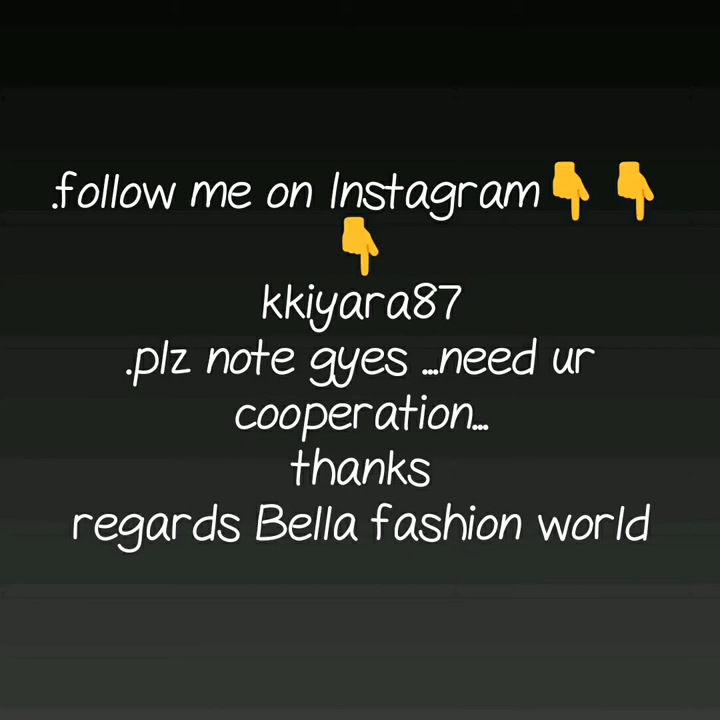 .follow me on Instagram👇👇
👇
kkiyara87
.plz note gyes ...need ur
cooperation...
thanks
regards Bella fashion world